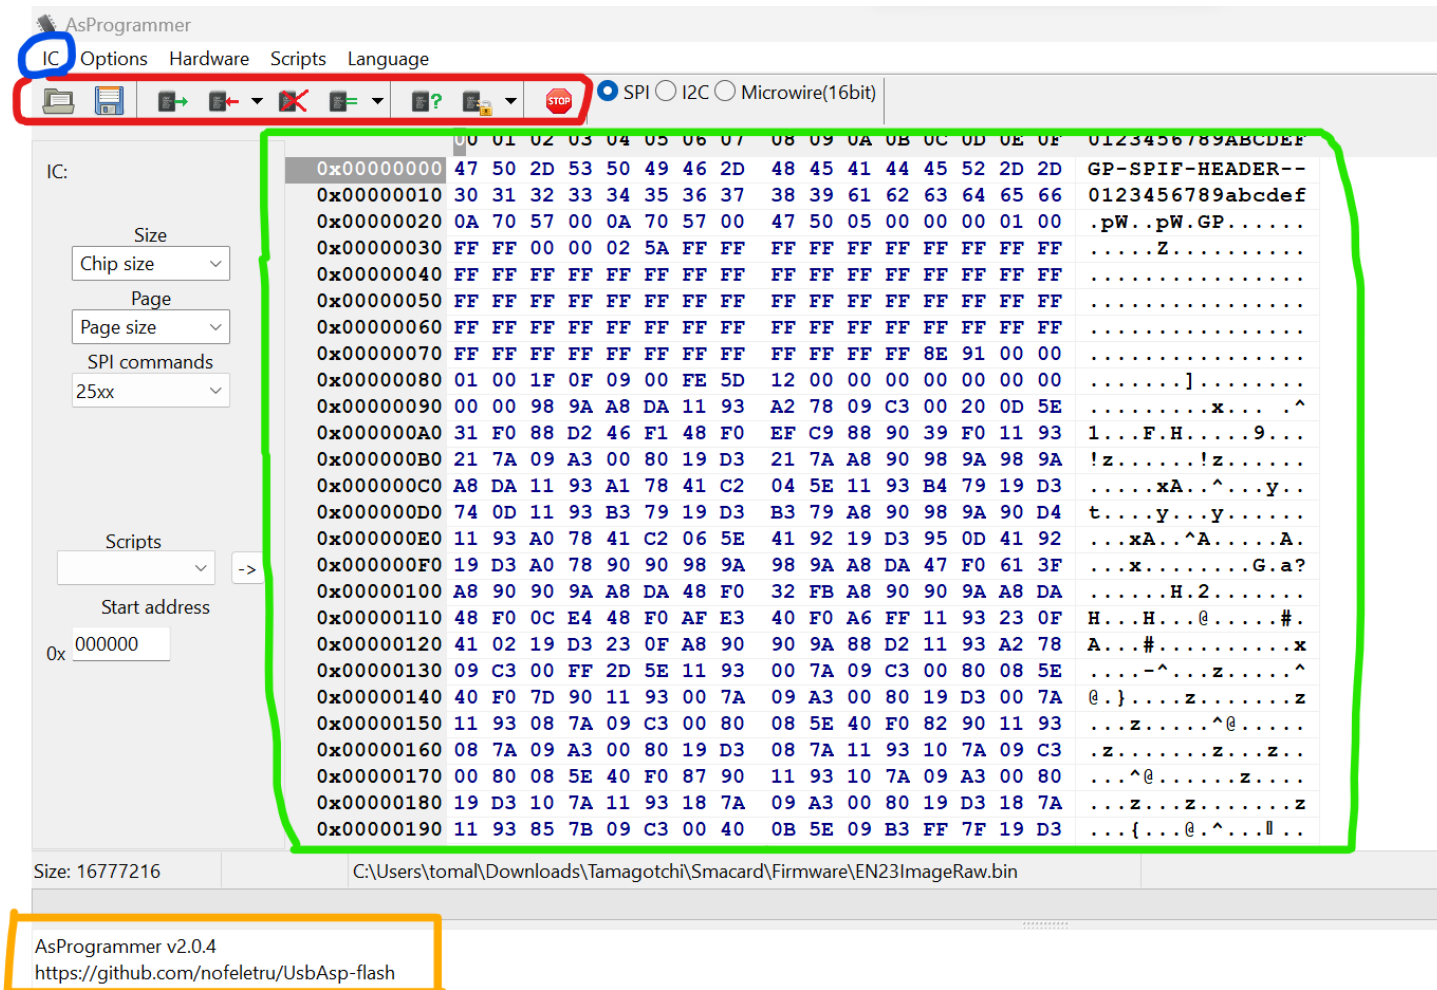 AsProgrammer
IC Options Hardware Scripts Language
STOP SPI I2C Microwire(16bit)
00 01 02 03 04 05 06 07 08 09 0A 0B 0C 0D 0E 0F 0123456789ABCDEF
IC:
Size
Chip size
Page
Page size
SPI commands
25xx
Scripts
->
Start address
0x 000000
0x00000000 47 50 2D 53 50 49 46 2D 48 45 41 44 45 52 2D 2D GP-SPIF-HEADER--
0x00000010 30 31 32 33 34 35 36 37 38 39 61 62 63 64 65 66 0123456789abcdef
0x00000020 0A 70 57 00 0A 70 57 00 47 50 05 00 00 00 01 00 .pW..pW.GP......
0x00000030 FF FF 00 00 02 5A FF FF FF FF FF FF FF FF FF FF .....Z..........
0x00000040 FF FF FF FF FF FF FF FF FF FF FF FF FF FF FF FF ................
0x00000050 FF FF FF FF FF FF FF FF FF FF FF FF FF FF FF FF ................
0x00000060 FF FF FF FF FF FF FF FF FF FF FF FF FF FF FF FF ................
0x00000070 FF FF FF FF FF FF FF FF FF FF FF FF 8E 91 00 00 ................
0x00000080 01 00 1F 0F 09 00 FE 5D 12 00 00 00 00 00 00 00 .......]........
0x00000090 00 00 98 9A A8 DA 11 93 A2 78 09 C3 00 20 0D 5E .........x... .^
0x000000A0 31 F0 88 D2 46 F1 48 F0 EF C9 88 90 39 F0 11 93 1...F.H.....9...
0x000000B0 21 7A 09 A3 00 80 19 D3 21 7A A8 90 98 9A 98 9A !z......!z......
0x000000C0 A8 DA 11 93 A1 78 41 C2 04 5E 11 93 B4 79 19 D3 .....xA..^...y..
0x000000D0 74 0D 11 93 B3 79 19 D3 B3 79 A8 90 98 9A 90 D4 t....y...y......
0x000000E0 11 93 A0 78 41 C2 06 5E 41 92 19 D3 95 0D 41 92 ...xA..^A.....A.
0x000000F0 19 D3 A0 78 90 90 98 9A 98 9A A8 DA 47 F0 61 3F ...x........G.a?
0x00000100 A8 90 90 9A A8 DA 48 F0 32 FB A8 90 90 9A A8 DA ......H.2.......
0x00000110 48 F0 0C E4 48 F0 AF E3 40 F0 A6 FF 11 93 23 0F H...H...@.....#.
0x00000120 41 02 19 D3 23 0F A8 90 90 9A 88 D2 11 93 A2 78 A...#..........x
0x00000130 09 C3 00 FF 2D 5E 11 93 00 7A 09 C3 00 80 08 5E ....-^...z.....^
0x00000140 40 F0 7D 90 11 93 00 7A 09 A3 00 80 19 D3 00 7A @.}....z.......z
0x00000150 11 93 08 7A 09 C3 00 80 08 5E 40 F0 82 90 11 93 ...z.....^@.....
0x00000160 08 7A 09 A3 00 80 19 D3 08 7A 11 93 10 7A 09 C3 .z.......z...z..
0x00000170 00 80 08 5E 40 F0 87 90 11 93 10 7A 09 A3 00 80 ...^@......z....
0x00000180 19 D3 10 7A 11 93 18 7A 09 A3 00 80 19 D3 18 7A ...z...z.......z
0x00000190 11 93 85 7B 09 C3 00 40 0B 5E 09 B3 FF 7F 19 D3 ...{...@.^......
Size: 16777216 C:\Users\tomal\Downloads\Tamagotchi\Smacard\Firmware\EN23ImageRaw.bin
AsProgrammer v2.0.4
https://github.com/nofeletru/UsbAsp-flash